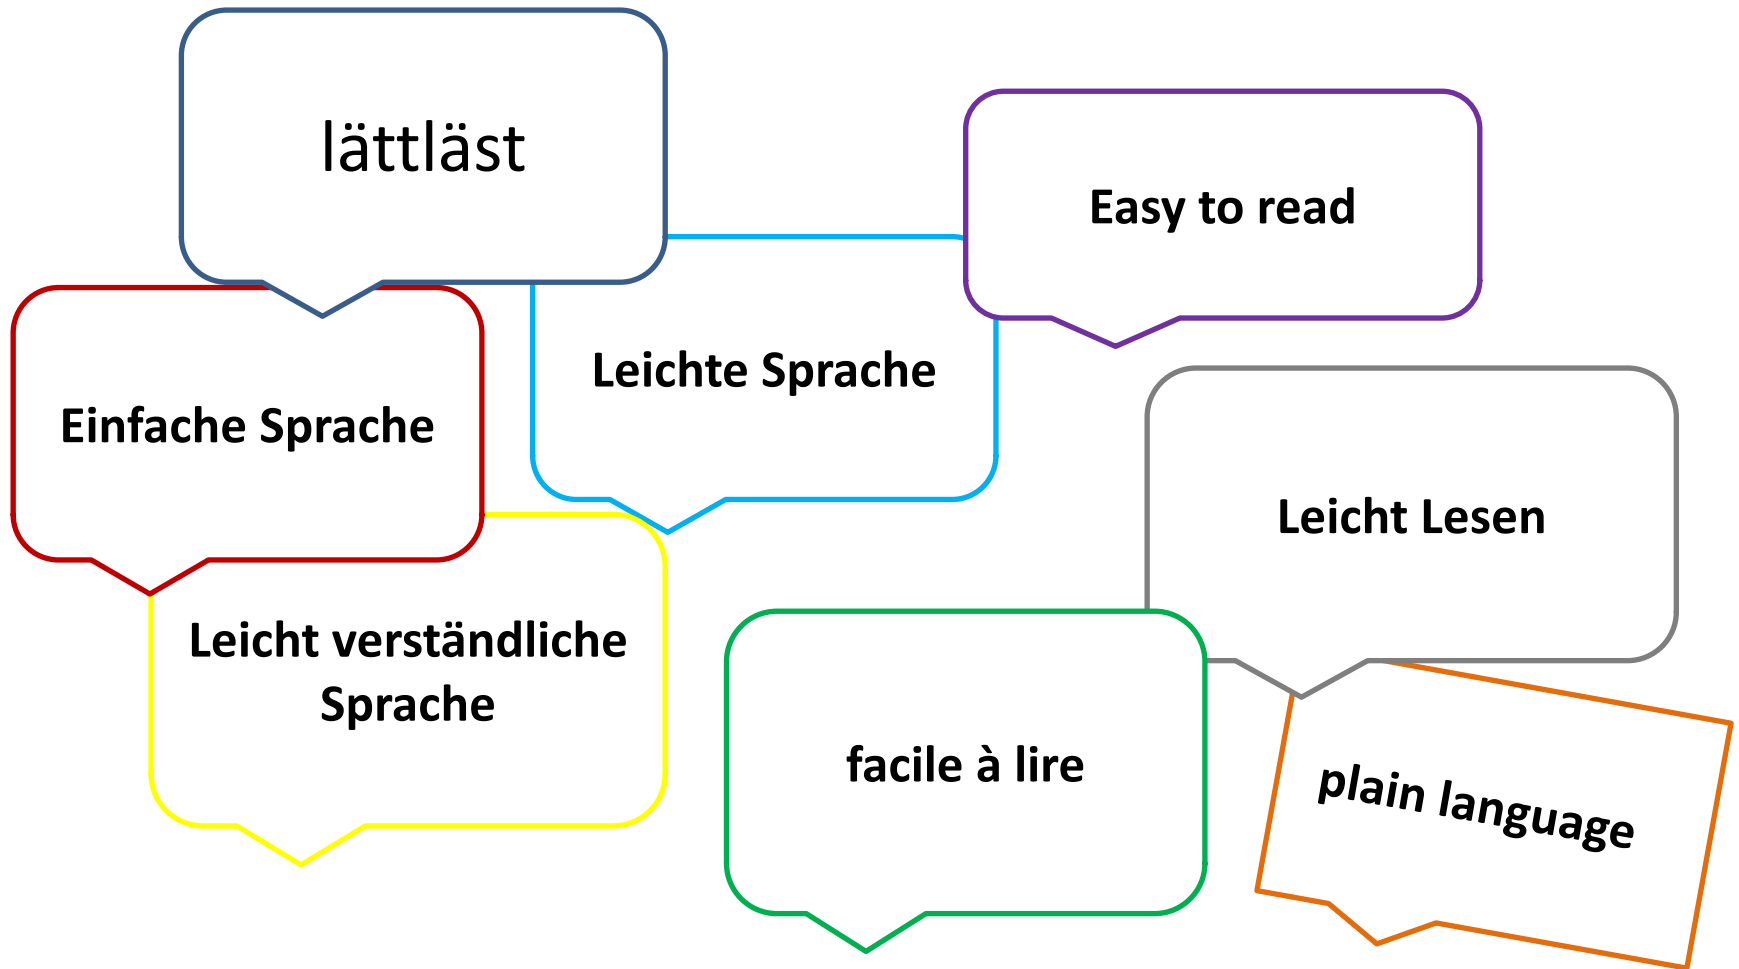 lättläst
Easy to read
Leichte Sprache
Einfache Sprache
Leicht Lesen
Leicht verständliche
Sprache
facile à lire
plain language